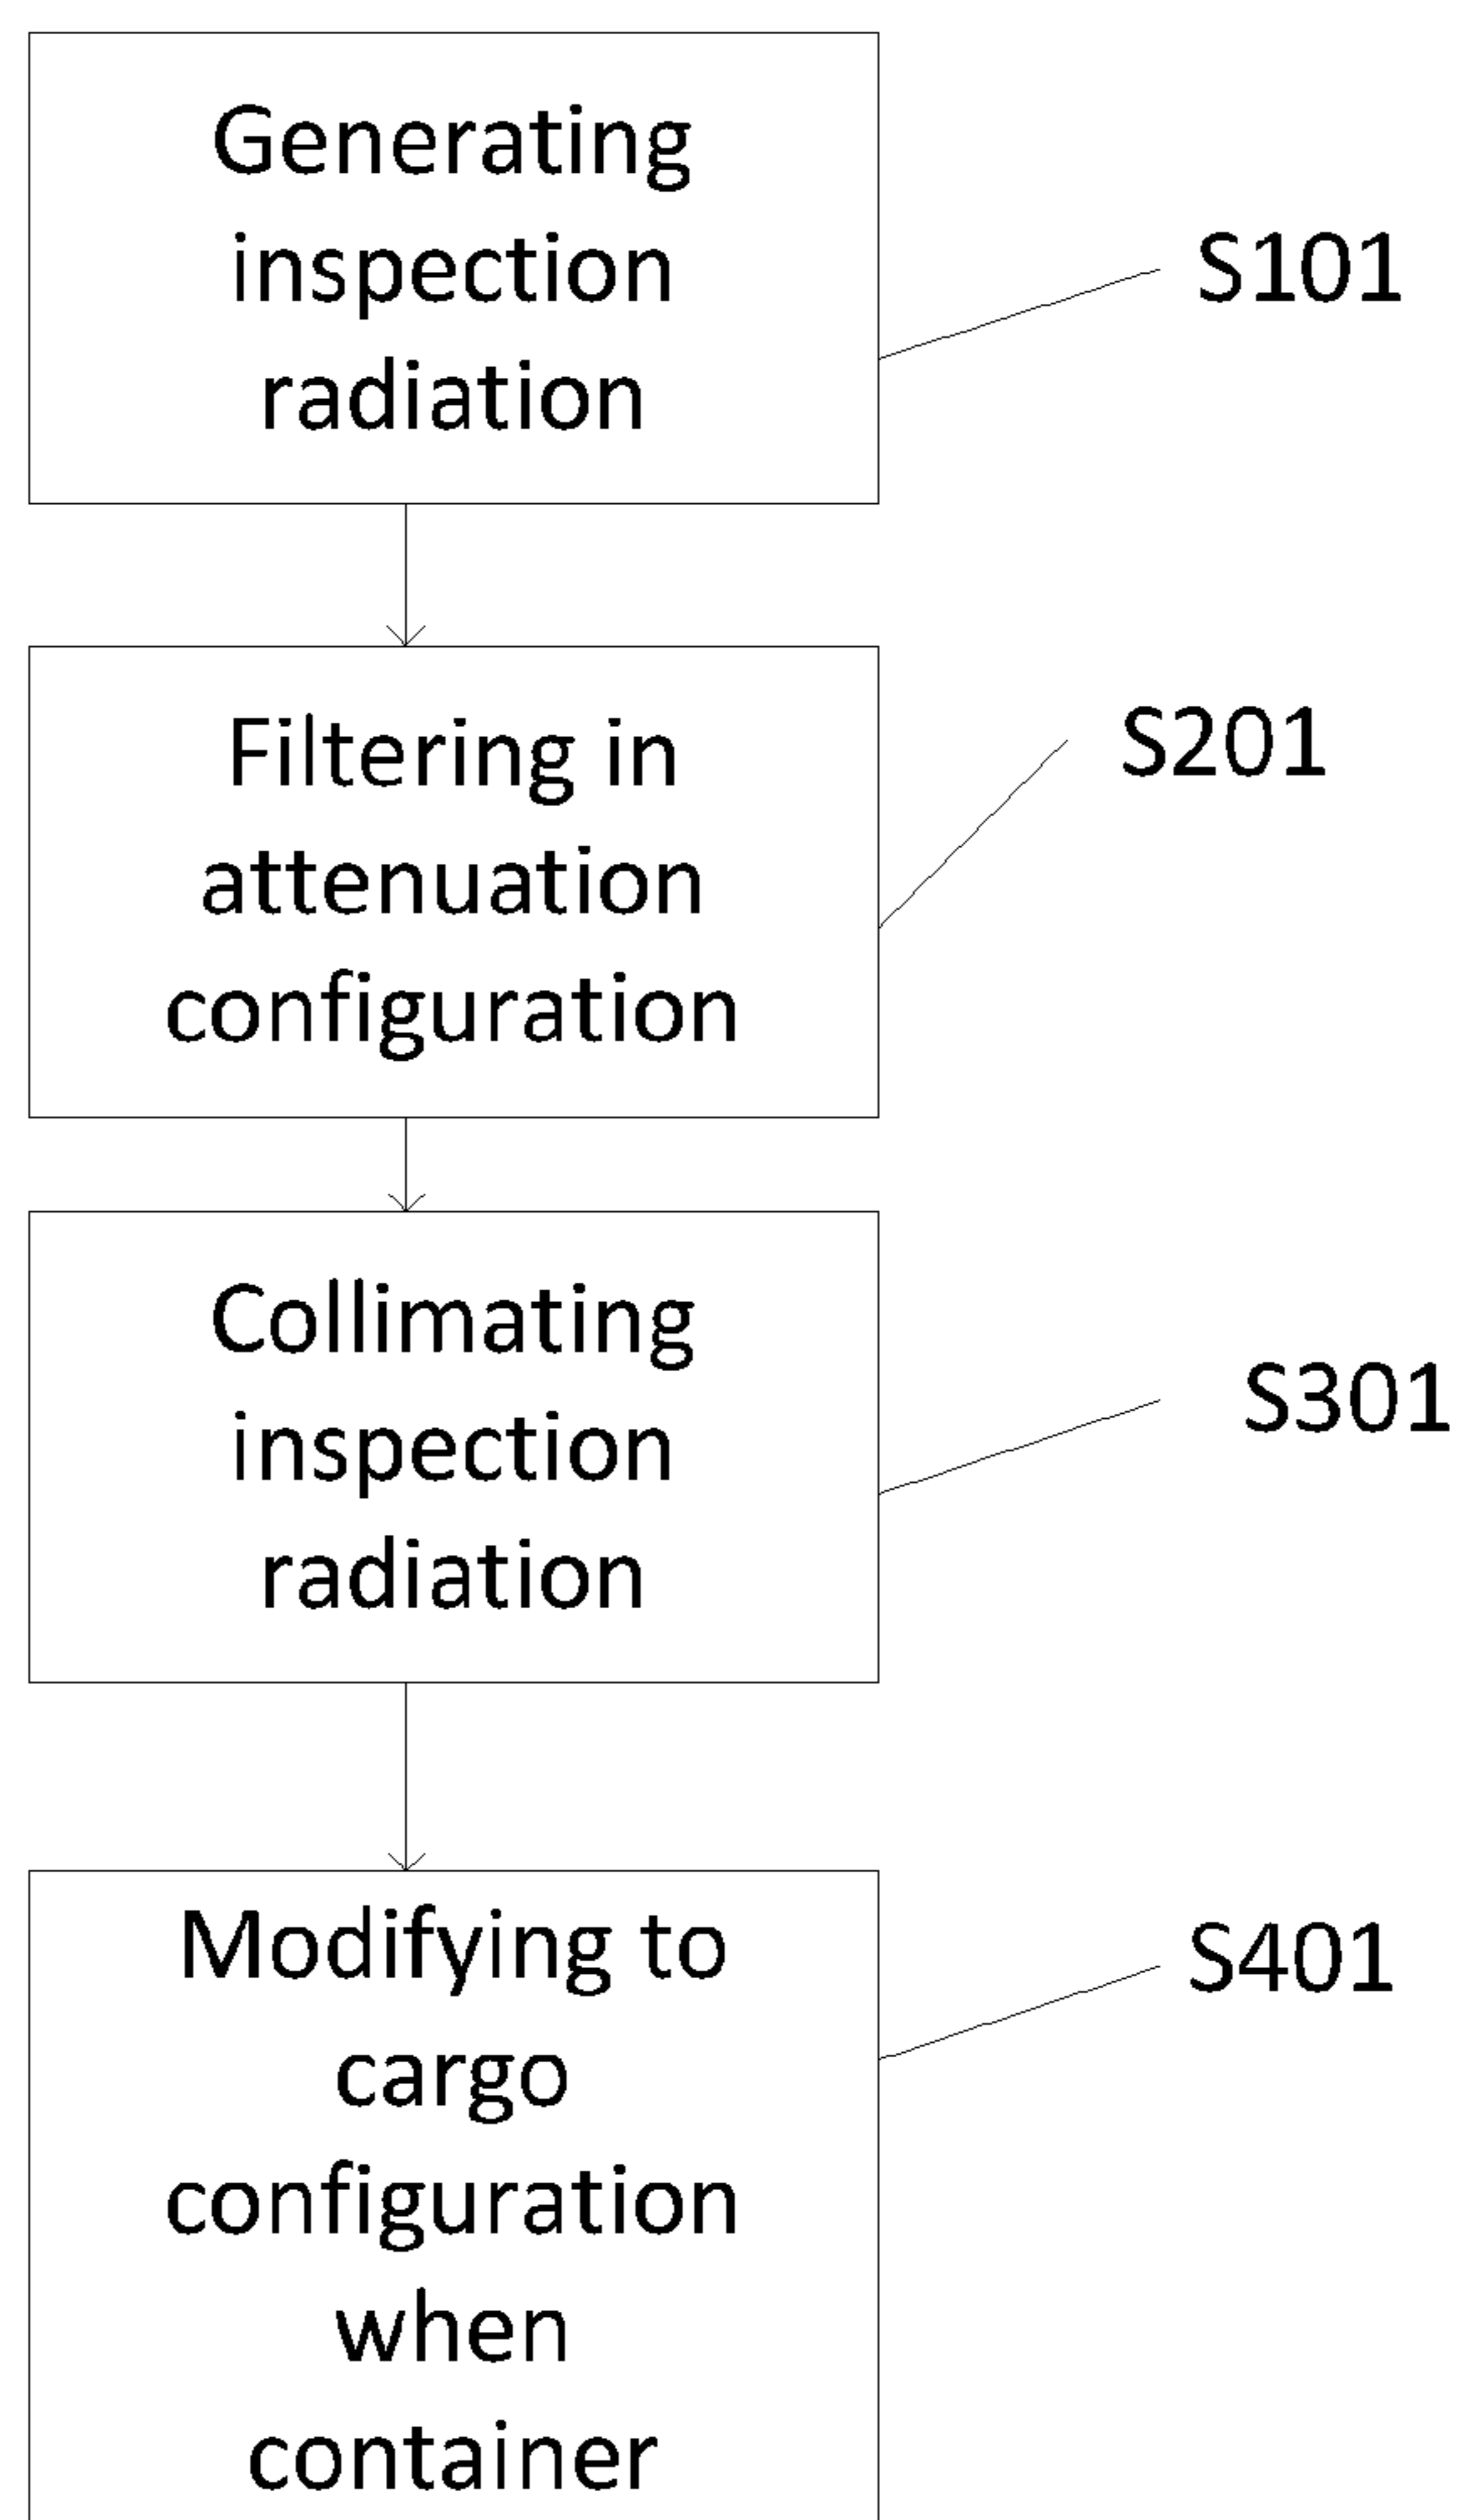 Generating
inspection
radiation
S101
Filtering in
attenuation
configuration
S201
Collimating
inspection
radiation
S301
Modifying to
cargo
configuration
when
container
S401